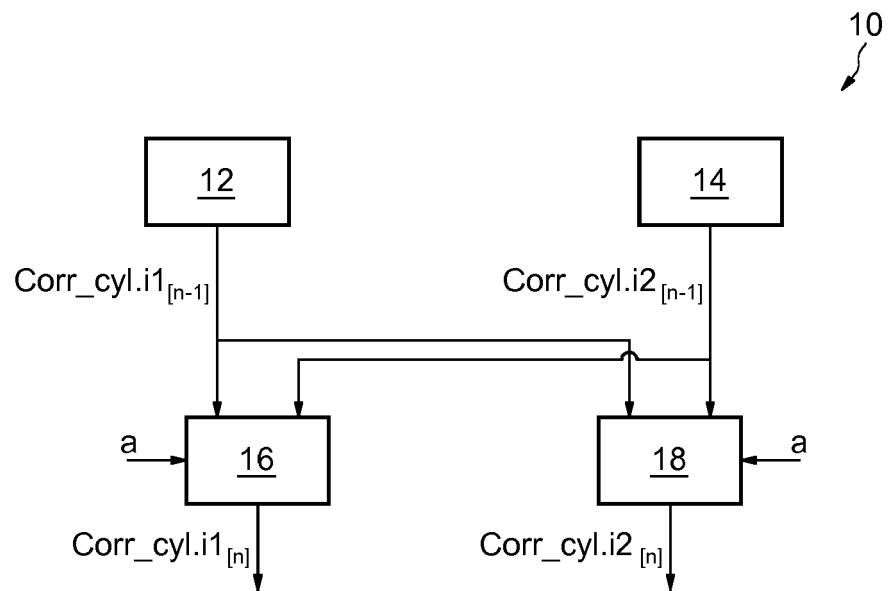 10
12
14
Corr_cyl.i1[n-1]
Corr_cyl.i2[n-1]
a
16
18
a
Corr_cyl.i1[n]
Corr_cyl.i2[n]